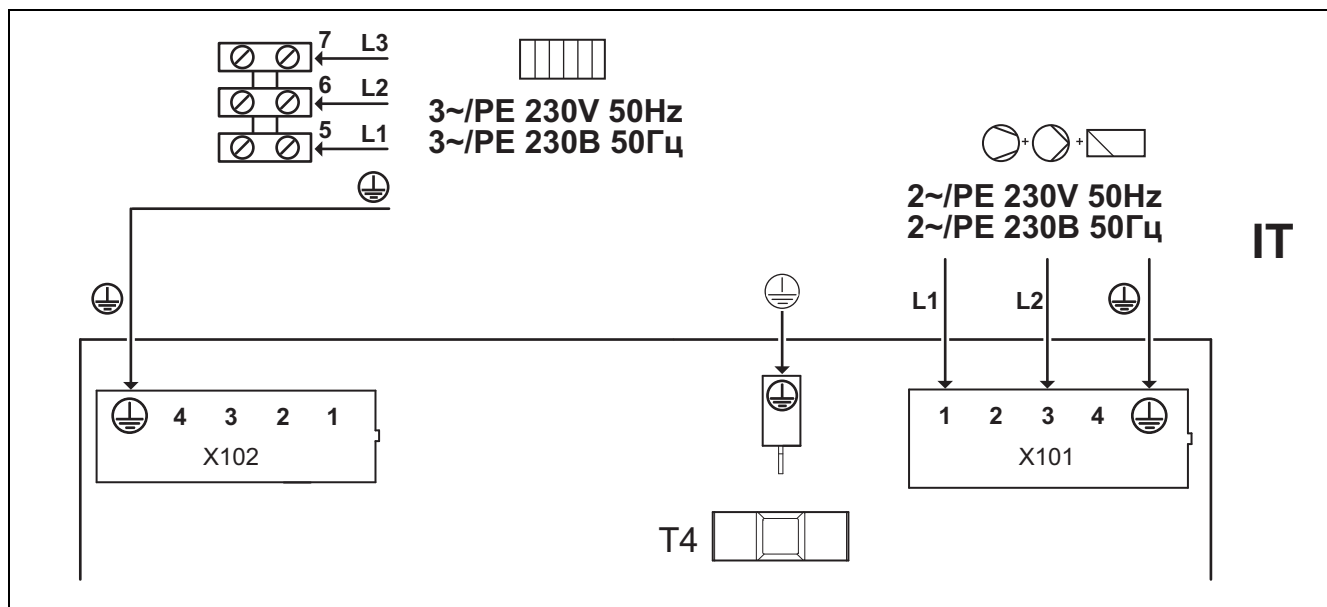 7 L3
6 L2
5 L1
3~/PE 230V 50Hz
3~/PE 230В 50Гц
+ +
2~/PE 230V 50Hz
2~/PE 230В 50Гц
IT
L1 L2
4 3 2 1
X102
1 2 3 4
X101
T4